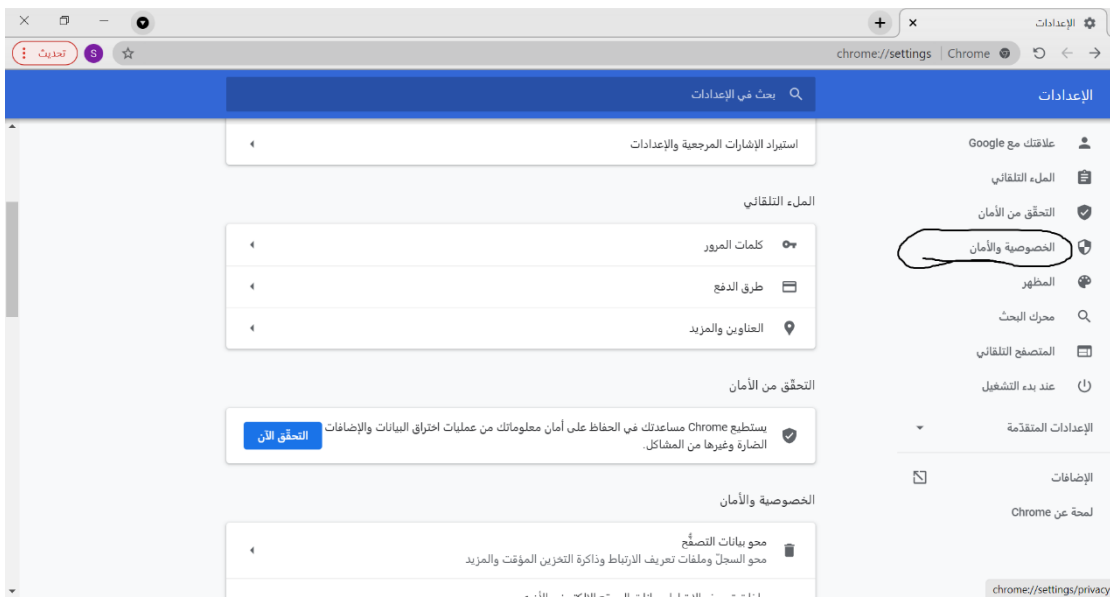 الإعدادات
chrome://settings | Chrome
S
تحديث
الإعدادات
بحث في الإعدادات
علاقتك مع Google
الملء التلقائي
التحقّق من الأمان
الخصوصية والأمان
المظهر
محرك البحث
المتصفح التلقائي
عند بدء التشغيل
الإعدادات المتقدّمة
الإضافات
لمحة عن Chrome
استيراد الإشارات المرجعية والإعدادات
الملء التلقائي
كلمات المرور
طرق الدفع
العناوين والمزيد
التحقّق من الأمان
يستطيع Chrome مساعدتك في الحفاظ على أمان معلوماتك من عمليات اختراق البيانات والإضافات
الضارة وغيرها من المشاكل.
التحقّق الآن
الخصوصية والأمان
محو بيانات التصفُّح
محو السجلّ وملفات تعريف الارتباط وذاكرة التخزين المؤقت والمزيد
chrome://settings/privacy